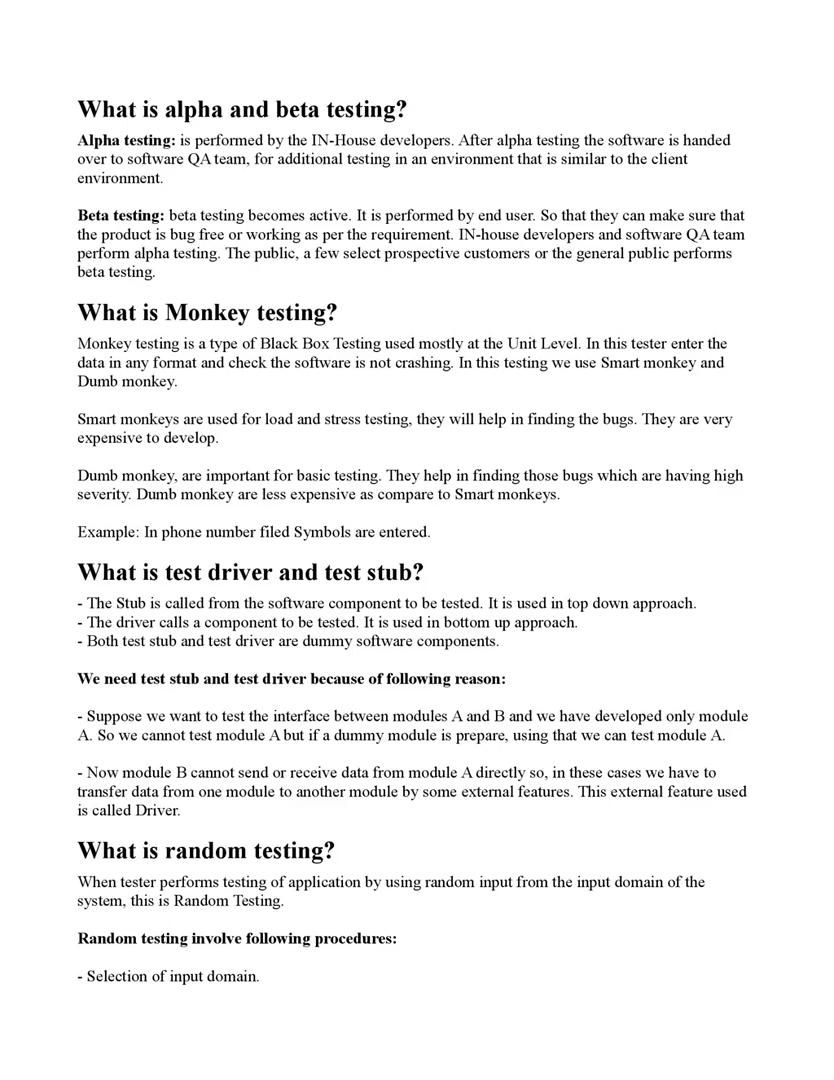 What is alpha and beta testing?
Alpha testing: is performed by the IN-House developers. After alpha testing the software is handed
over to software QA team, for additional testing in an environment that is similar to the client
environment.
Beta testing: beta testing becomes active. It is performed by end user. So that they can make sure that
the product is bug free or working as per the requirement. IN-house developers and software QA team
perform alpha testing. The public, a few select prospective customers or the general public performs
beta testing.
What is Monkey testing?
Monkey testing is a type of Black Box Testing used mostly at the Unit Level. In this tester enter the
data in any format and check the software is not crashing. In this testing we use Smart monkey and
Dumb monkey.
Smart monkeys are used for load and stress testing, they will help in finding the bugs. They are very
expensive to develop.
Dumb monkey, are important for basic testing. They help in finding those bugs which are having high
severity. Dumb monkey are less expensive as compare to Smart monkeys.
Example: In phone number filed Symbols are entered.
What is test driver and test stub?
- The Stub is called from the software component to be tested. It is used in top down approach.
- The driver calls a component to be tested. It is used in bottom up approach.
- Both test stub and test driver are dummy software components.
We need test stub and test driver because of following reason:
- Suppose we want to test the interface between modules A and B and we have developed only module
A. So we cannot test module A but if a dummy module is prepare, using that we can test module A.
- Now module B cannot send or receive data from module A directly so, in these cases we have to
transfer data from one module to another module by some external features. This external feature used
is called Driver.
What is random testing?
When tester performs testing of application by using random input from the input domain of the
system, this is Random Testing.
Random testing involve following procedures:
- Selection of input domain.